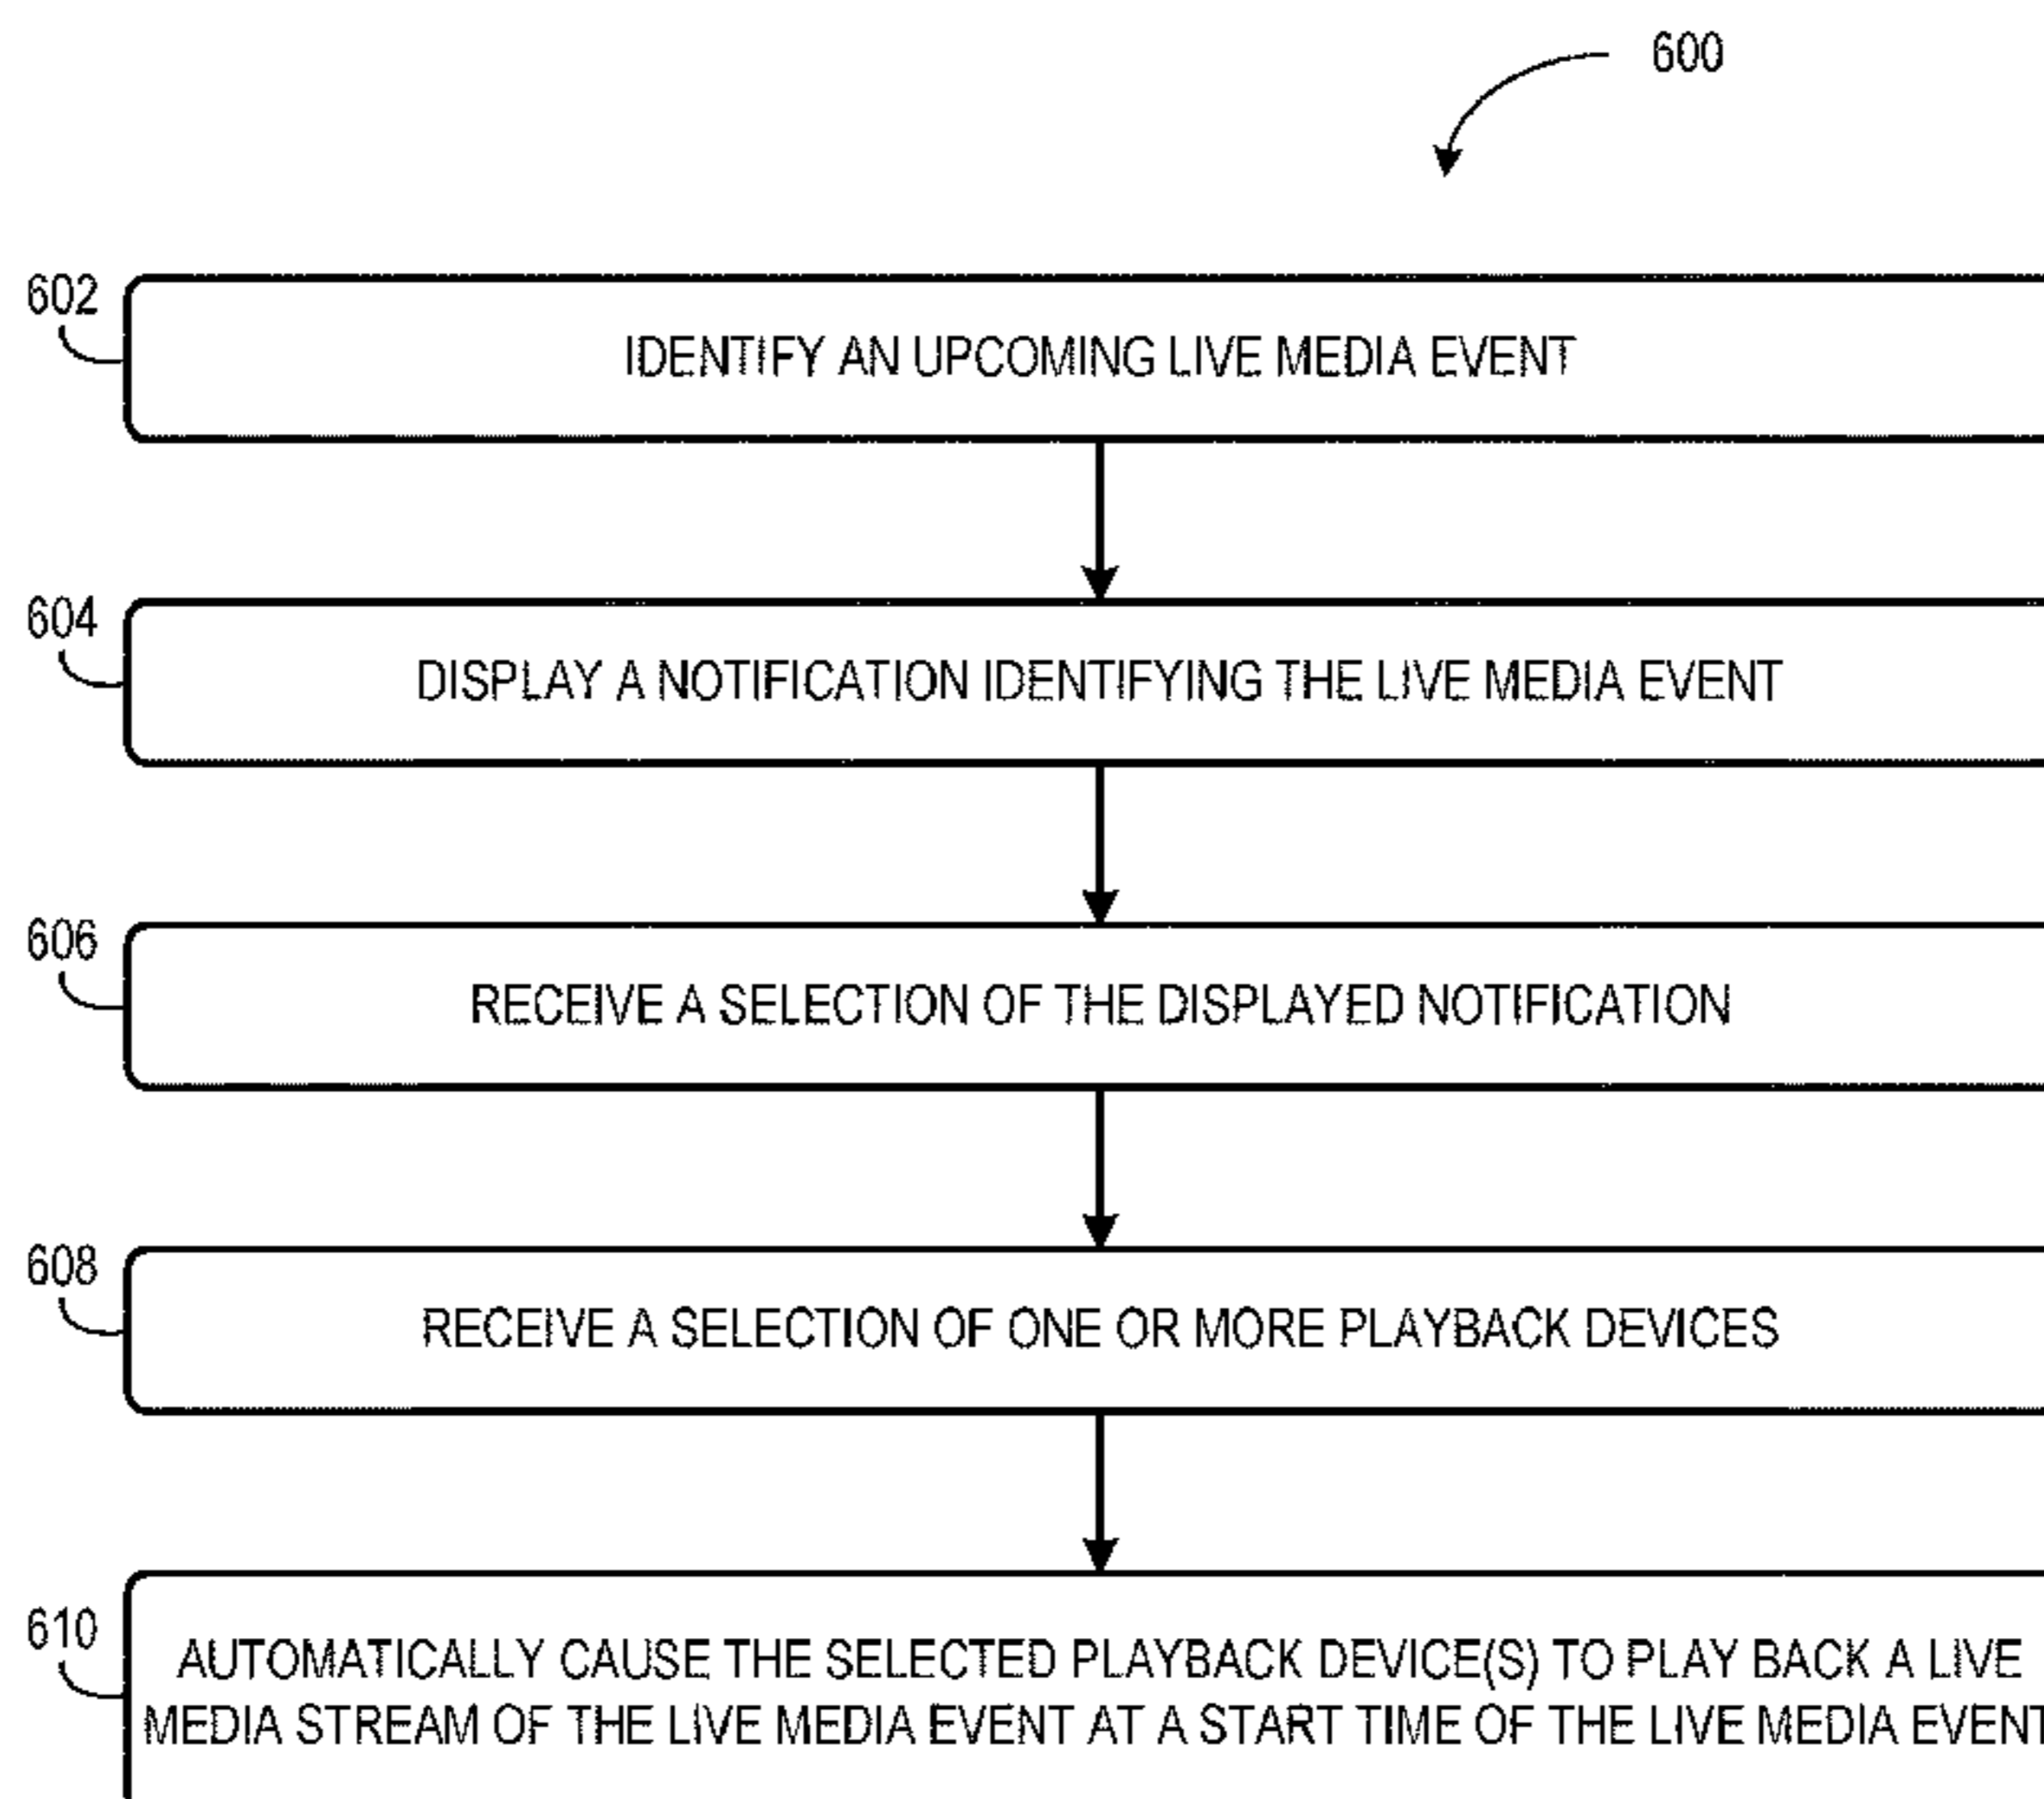 600
602
IDENTIFY AN UPCOMING LIVE MEDIA EVENT
604
DISPLAY A NOTIFICATION IDENTIFYING THE LIVE MEDIA EVENT
606
RECEIVE A SELECTION OF THE DISPLAYED NOTIFICATION
608
RECEIVE A SELECTION OF ONE OR MORE PLAYBACK DEVICES
610
AUTOMATICALLY CAUSE THE SELECTED PLAYBACK DEVICE(S) TO PLAY BACK A LIVE
MEDIA STREAM OF THE LIVE MEDIA EVENT AT A START TIME OF THE LIVE MEDIA EVENT